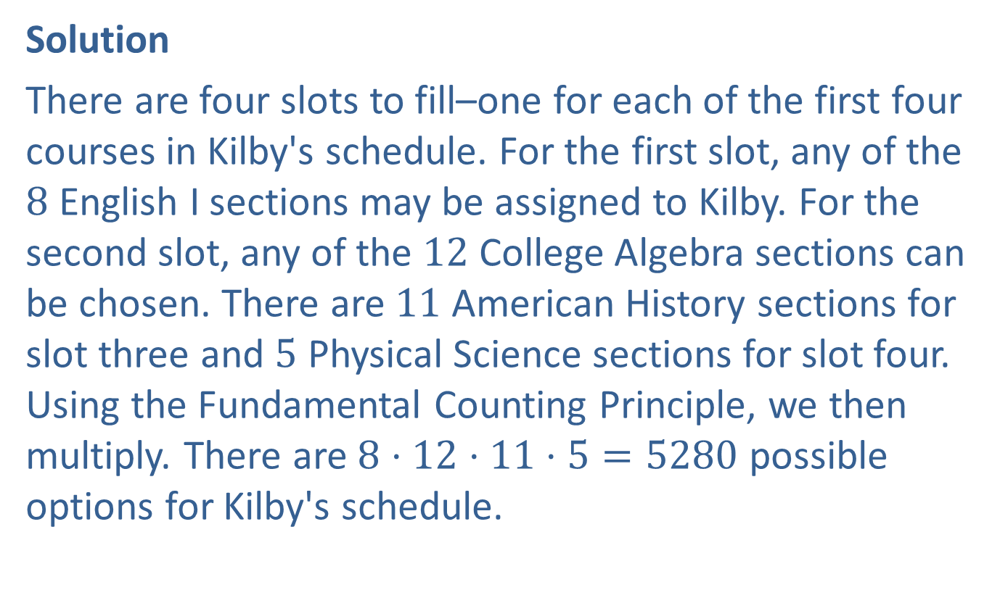 Solution
There are four slots to fill–one for each of the first four
courses in Kilby's schedule. For the first slot, any of the
8 English I sections may be assigned to Kilby. For the
second slot, any of the 12 College Algebra sections can
be chosen. There are 11 American History sections for
slot three and 5 Physical Science sections for slot four.
Using the Fundamental Counting Principle, we then
multiply. There are 8 · 12 · 11 · 5 = 5280 possible
options for Kilby's schedule.